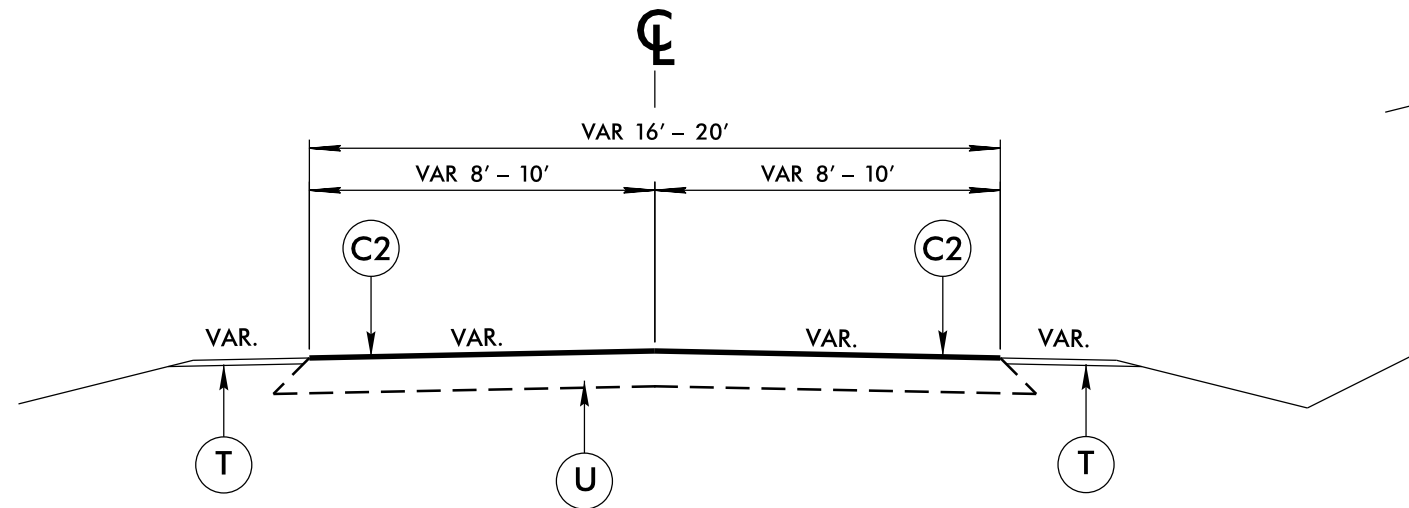 ℄
VAR 16' – 20'
VAR 8' – 10' VAR 8' – 10'
C2 C2
VAR. VAR. VAR. VAR.
T U T